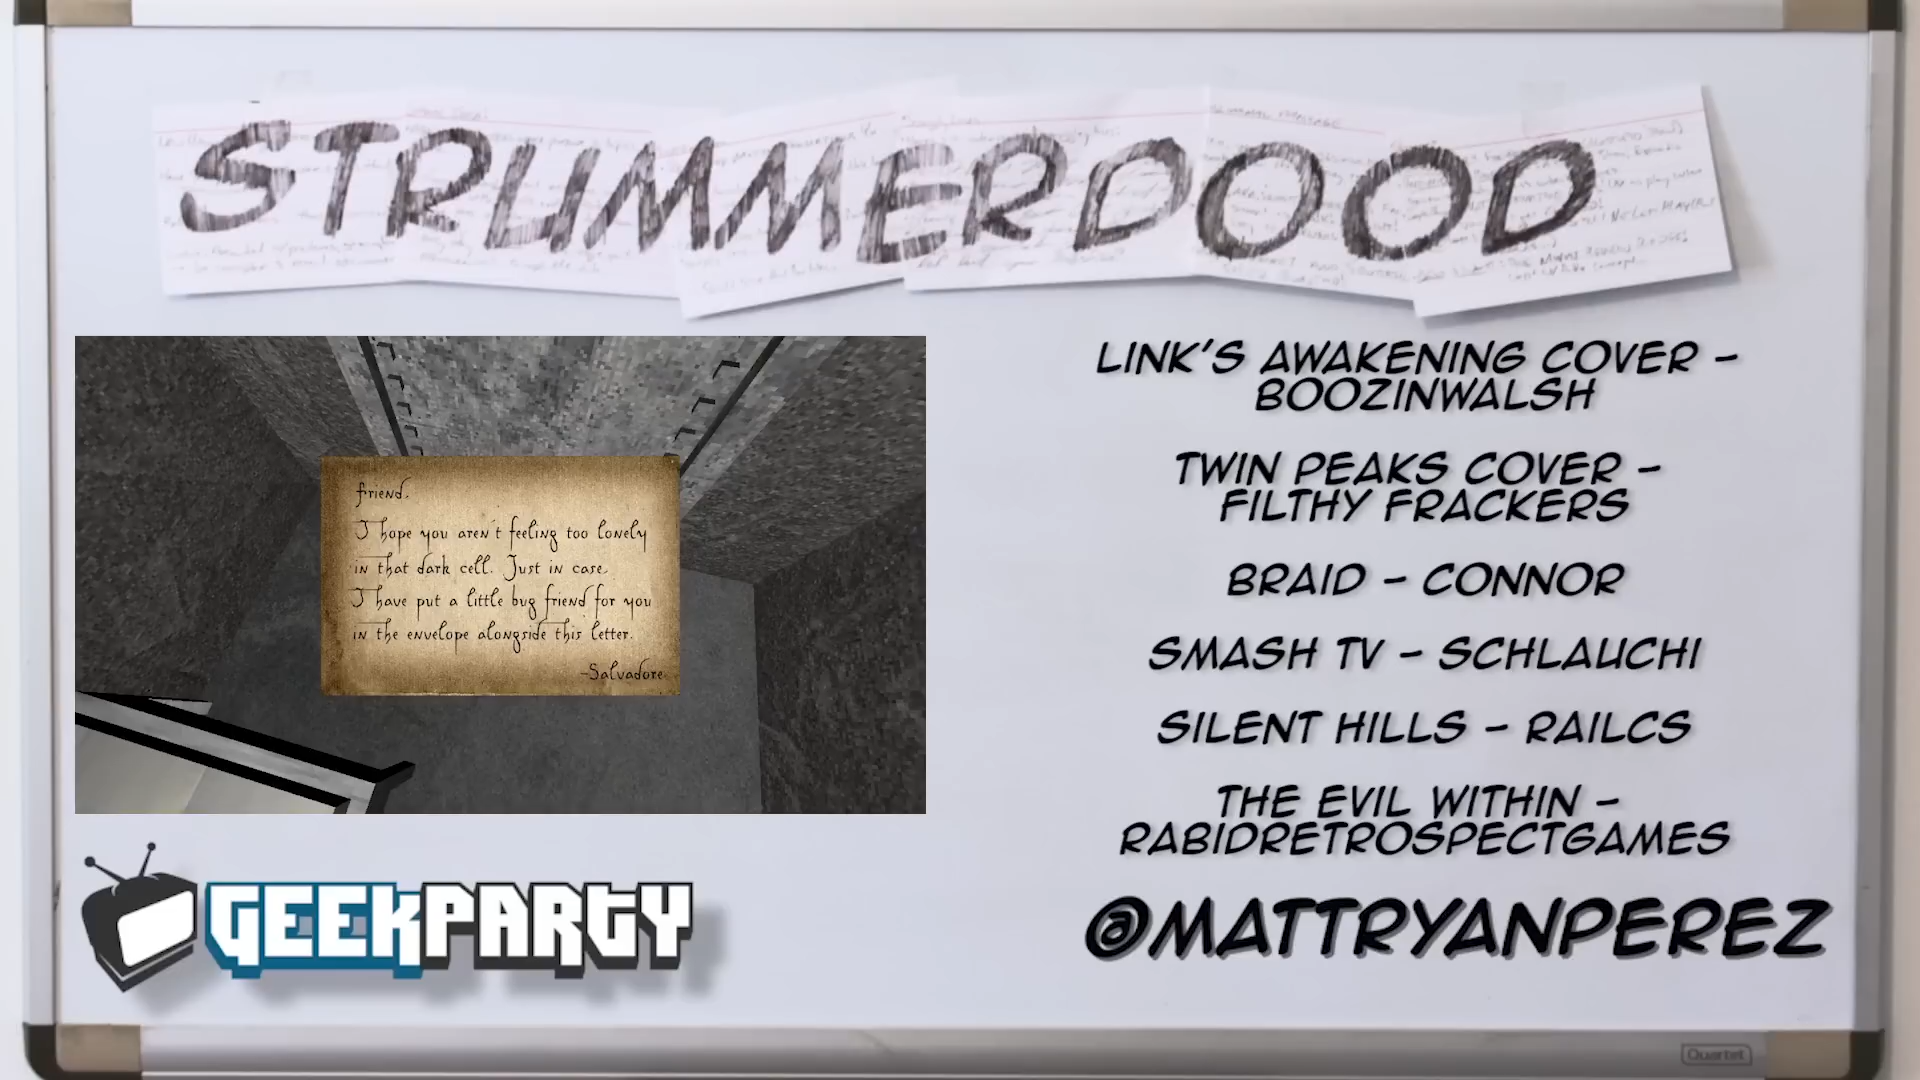 STRUMMERDOOD
friend.
I hope you aren't feeling too lonely
in that dark cell. Just in case
I have put a little bug friend for you
in the envelope alongside this letter.
-Salvadore
LINK'S AWAKENING COVER -
BOOZINWALSH
TWIN PEAKS COVER -
FILTHY FRACKERS
BRAID - CONNOR
SMASH TV - SCHLAUCHI
SILENT HILLS - RAILCS
THE EVIL WITHIN -
RABIDRETROSPECTGAMES
GEEKPARTY
@MATTRYANPEREZ
Quartet